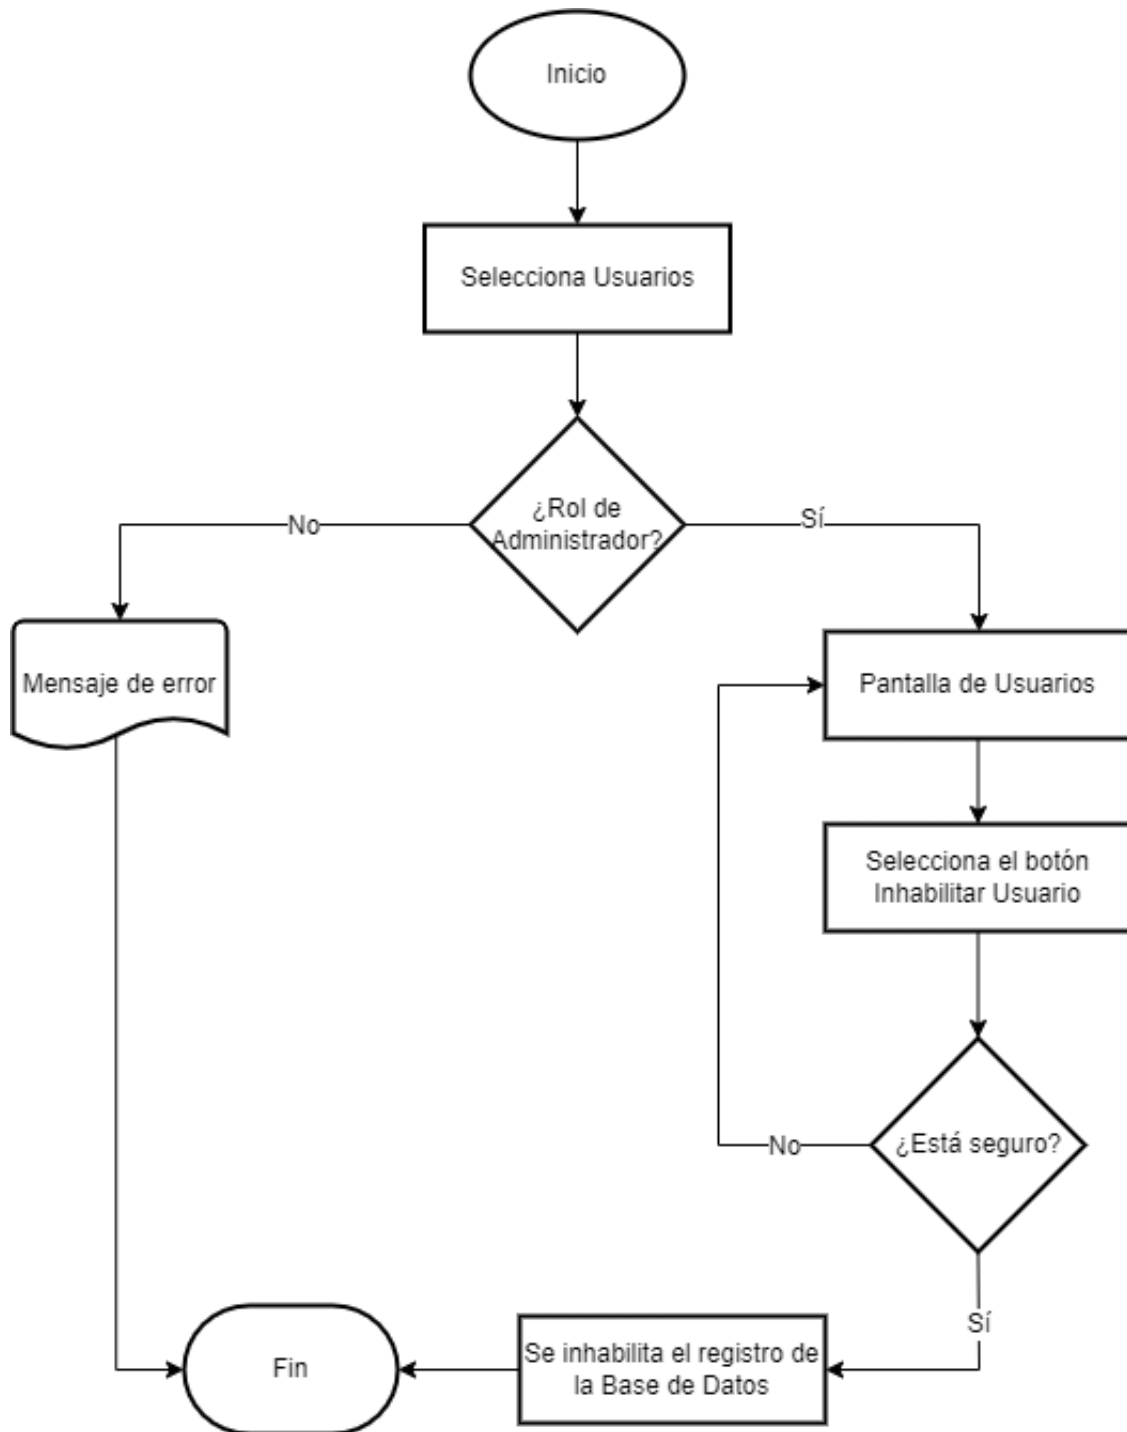 Inicio
Selecciona Usuarios
¿Rol de
Administrador?
No
Sí
Mensaje de error
Pantalla de Usuarios
Selecciona el botón
Inhabilitar Usuario
¿Está seguro?
No
Sí
Se inhabilita el registro de
la Base de Datos
Fin